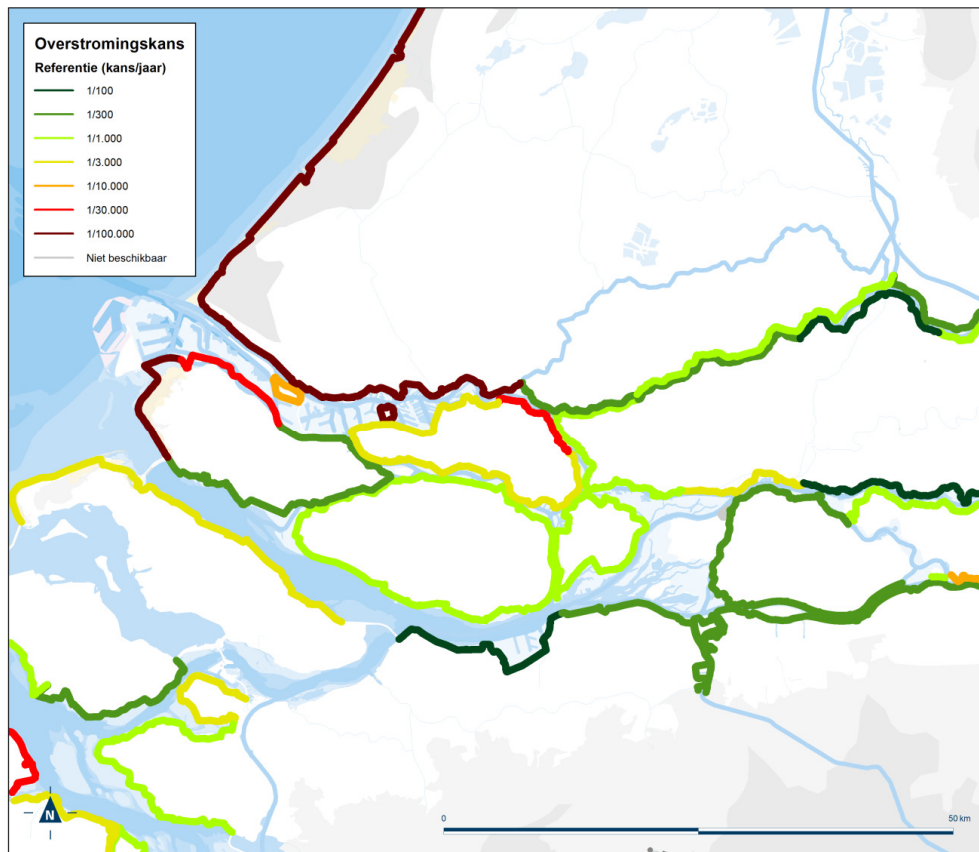 Overstromingskans
Referentie (kans/jaar)
1/100
1/300
1/1.000
1/3.000
1/10.000
1/30.000
1/100.000
Niet beschikbaar
N
0
50 km